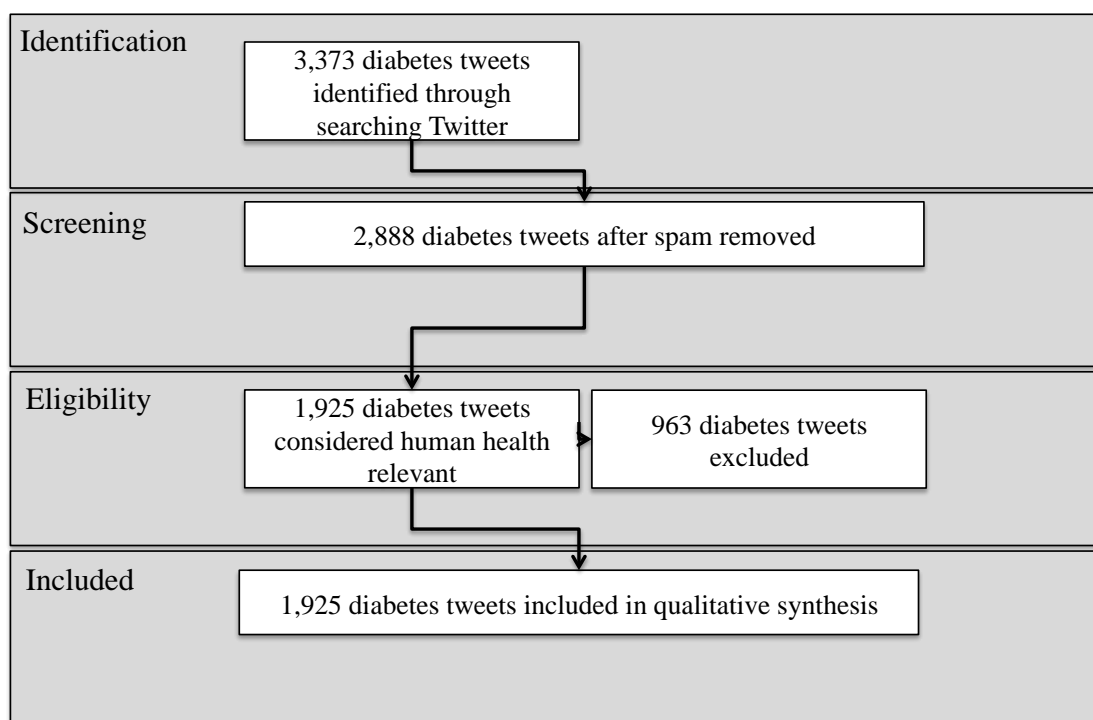 Identification
3,373 diabetes tweets
identified through
searching Twitter
Screening
2,888 diabetes tweets after spam removed
Eligibility
1,925 diabetes tweets
considered human health
relevant
963 diabetes tweets
excluded
Included
1,925 diabetes tweets included in qualitative synthesis